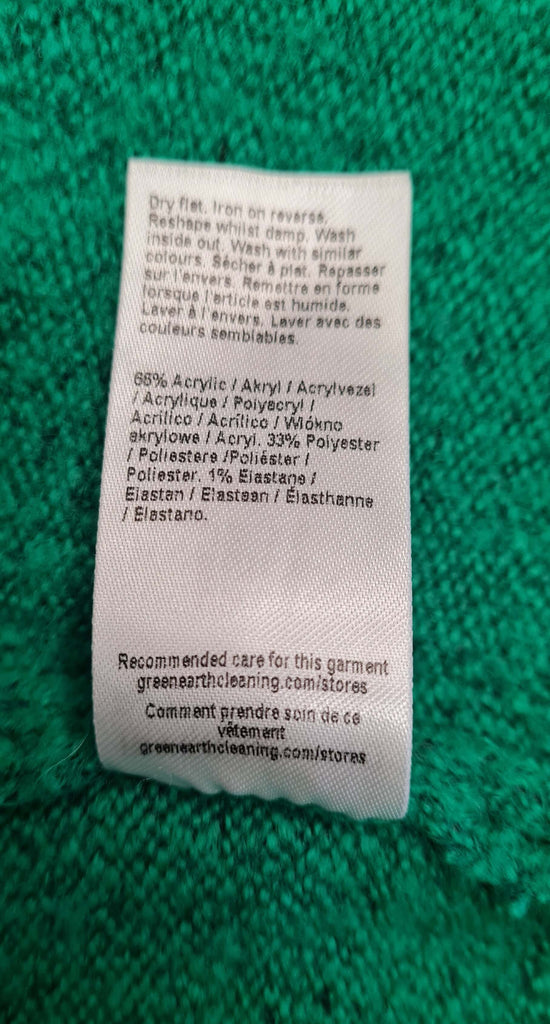 Dry flat. Iron on reverse.
Reshape whilst damp. Wash
inside out. Wash with similar
colours. Sécher à plat. Repasser
sur l'envers. Remettre en forme
lorsque l'article est humide.
Laver à l'envers. Laver avec des
couleurs semblables.
66% Acrylic / Akryl / Acrylvezel
/ Acrylique / Polyacryl /
Acrilico / Acrílico / Włókno
akrylowe / Acryl. 33% Polyester
/ Poliestere /Poliéster /
Poliester. 1% Elastane /
Elastan / Elastaan / Élasthanne
/ Elastano.
Recommended care for this garment
greenearthcleaning.com/stores
Comment prendre soin de ce
vêtement
greenearthcleaning.com/stores